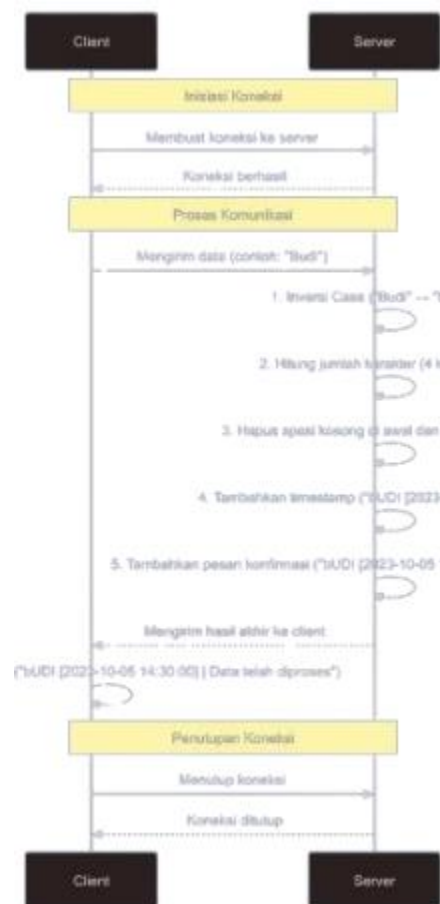 Client Server
Inisiasi Koneksi
Membuat koneksi ke server
Koneksi berhasil
Proses Komunikasi
Mengirim data (contoh: "Budi")
1. Inversi Case ("Budi" →
2. Hitung jumlah karakter (4
3. Hapus spasi kosong di awal dan
4. Tambahkan timestamp ("bUDI [2023
5. Tambahkan pesan konfirmasi ("bUDI [2023-10-05
Mengirim hasil akhir ke client
("bUDI [2023-10-05 14:30:00] | Data telah diproses")
Penutupan Koneksi
Menutup koneksi
Koneksi ditutup
Client Server